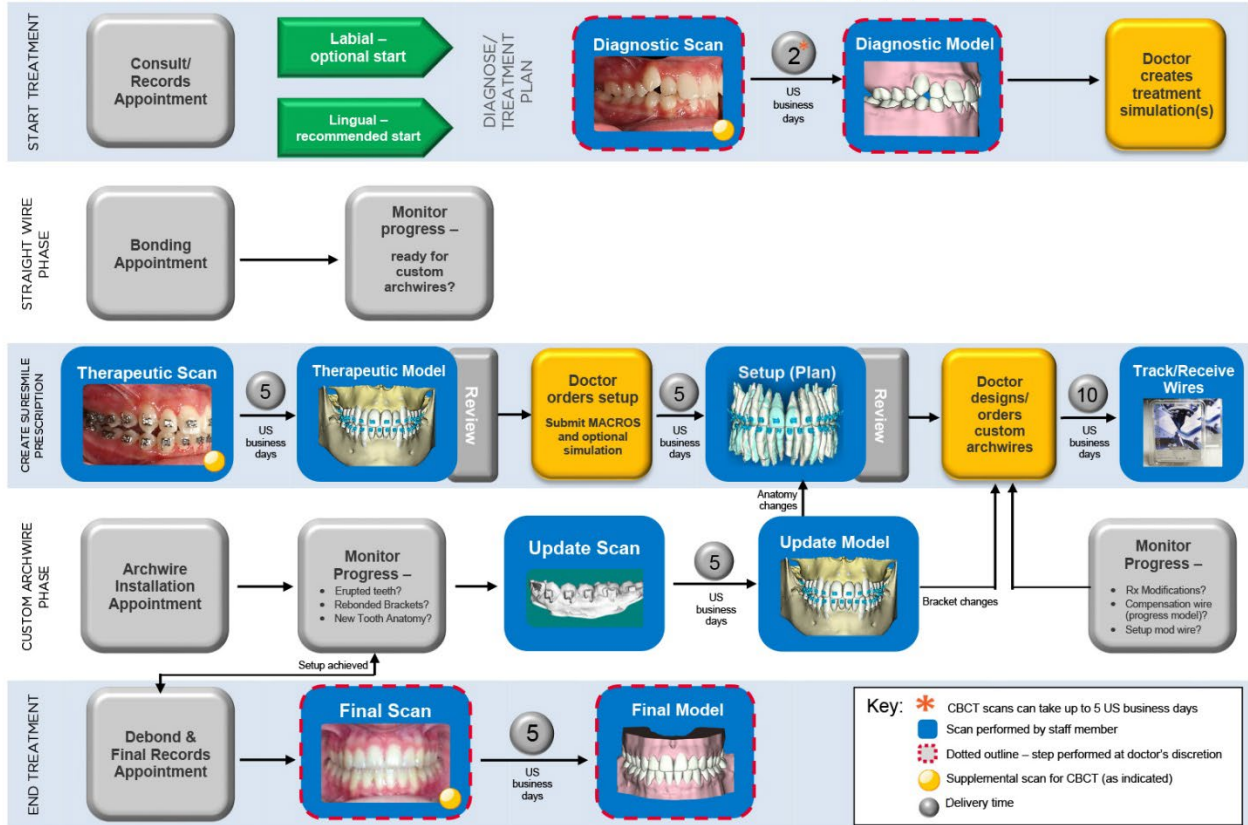 START TREATMENT
Consult/
Records
Appointment
Labial –
optional start
Lingual –
recommended start
DIAGNOSE/
TREATMENT
PLAN
Diagnostic Scan
2*
US
business
days
Diagnostic Model
Doctor
creates
treatment
simulation(s)
STRAIGHT WIRE
PHASE
Bonding
Appointment
Monitor
progress –
ready for
custom
archwires?
CREATE SURESMILE
PRESCRIPTION
Therapeutic Scan
5
US
business
days
Therapeutic Model
Review
Doctor
orders setup
Submit MACROS
and optional
simulation
5
US
business
days
Setup (Plan)
Review
Doctor
designs/
orders
custom
archwires
10
US
business
days
Track/Receive
Wires
CUSTOM ARCHWIRE
PHASE
Archwire
Installation
Appointment
Monitor
Progress –
• Erupted teeth?
• Rebonded Brackets?
• New Tooth Anatomy?
Update Scan
5
US
business
days
Anatomy
changes
Update Model
Bracket changes
Monitor
Progress –
• Rx Modifications?
• Compensation wire
(progress model)?
• Setup mod wire?
Setup achieved
END TREATMENT
Debond &
Final Records
Appointment
Final Scan
5
US
business
days
Final Model
Key:
* CBCT scans can take up to 5 US business days
Scan performed by staff member
Dotted outline – step performed at doctor's discretion
Supplemental scan for CBCT (as indicated)
Delivery time